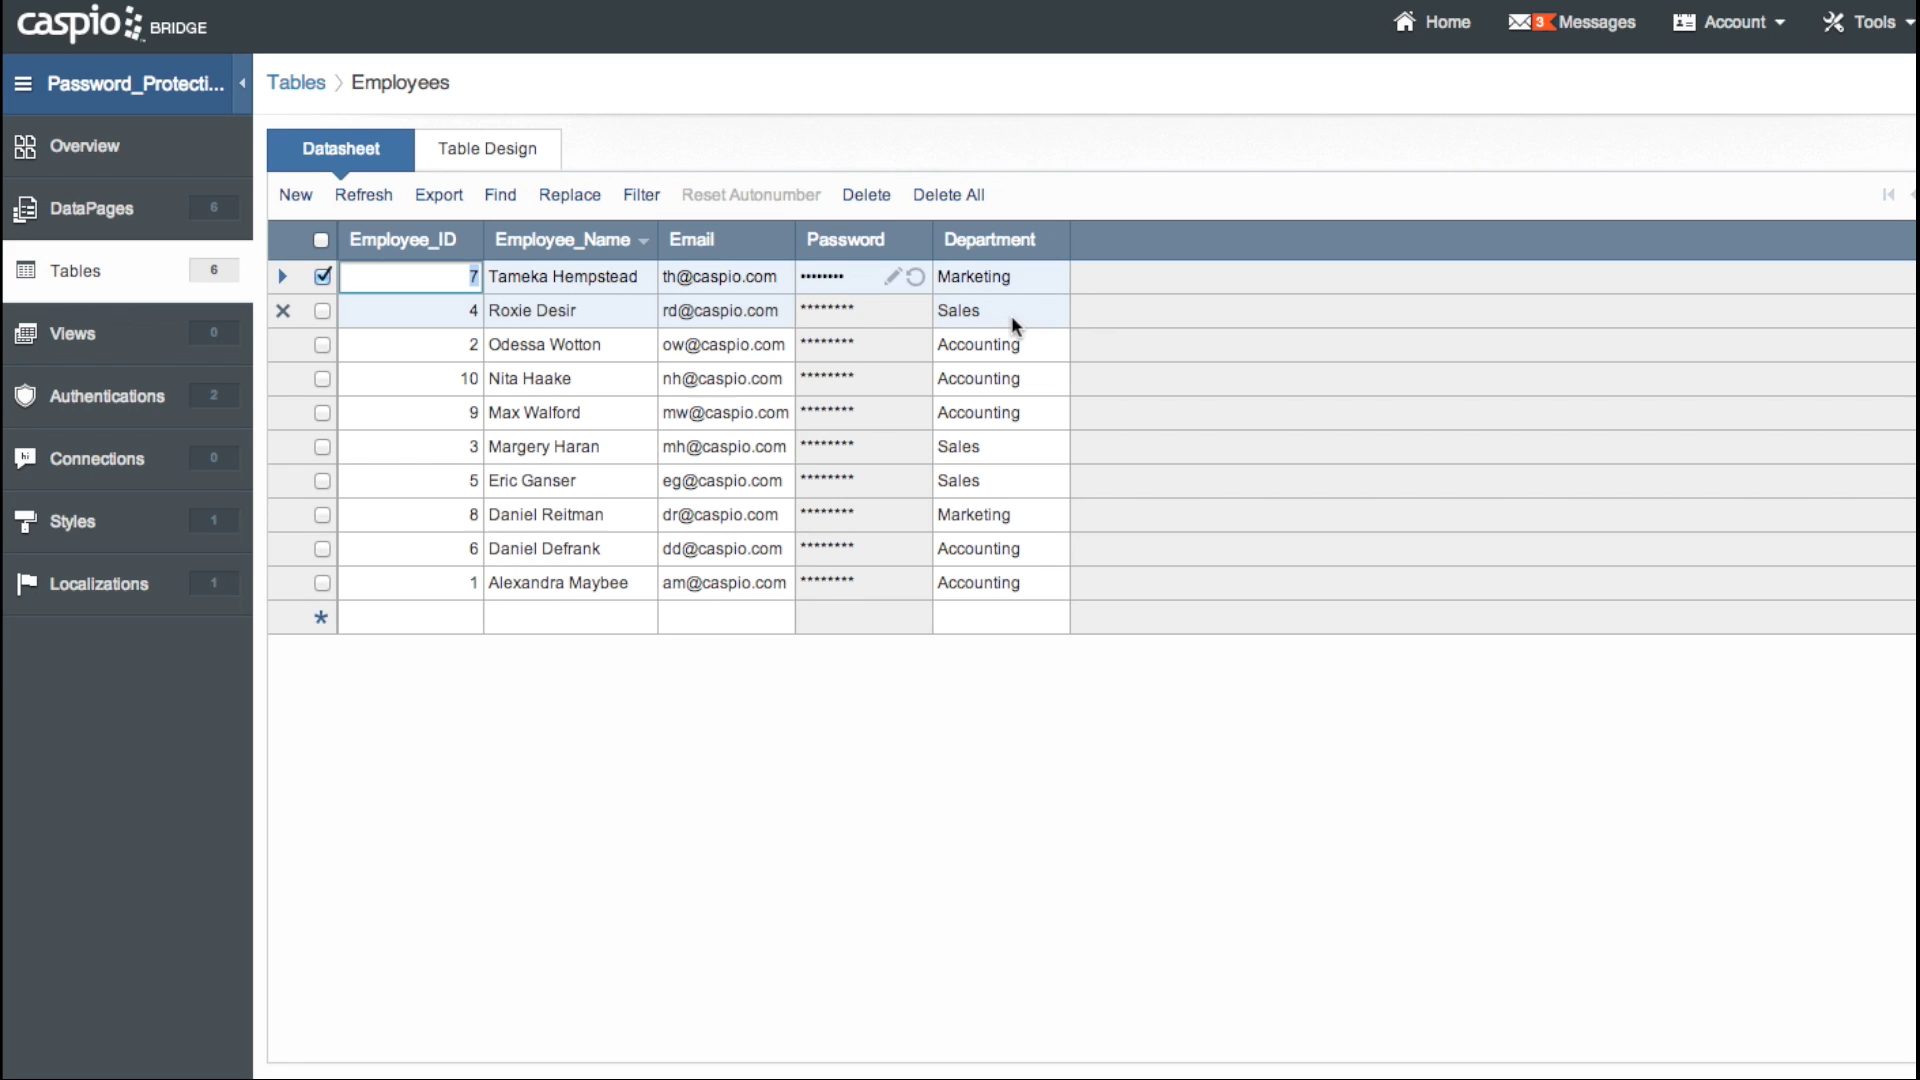 caspio BRIDGE
Home 3 Messages Account Tools
Password_Protecti...
Tables > Employees
Overview
DataPages 6
Tables 6
Views 0
Authentications 2
Connections 0
Styles 1
Localizations 1
Datasheet Table Design
New Refresh Export Find Replace Filter Reset Autonumber Delete Delete All
Employee_ID Employee_Name Email Password Department
7 Tameka Hempstead th@caspio.com •••••••• Marketing
4 Roxie Desir rd@caspio.com ******** Sales
2 Odessa Wotton ow@caspio.com ******** Accounting
10 Nita Haake nh@caspio.com ******** Accounting
9 Max Walford mw@caspio.com ******** Accounting
3 Margery Haran mh@caspio.com ******** Sales
5 Eric Ganser eg@caspio.com ******** Sales
8 Daniel Reitman dr@caspio.com ******** Marketing
6 Daniel Defrank dd@caspio.com ******** Accounting
1 Alexandra Maybee am@caspio.com ******** Accounting
*